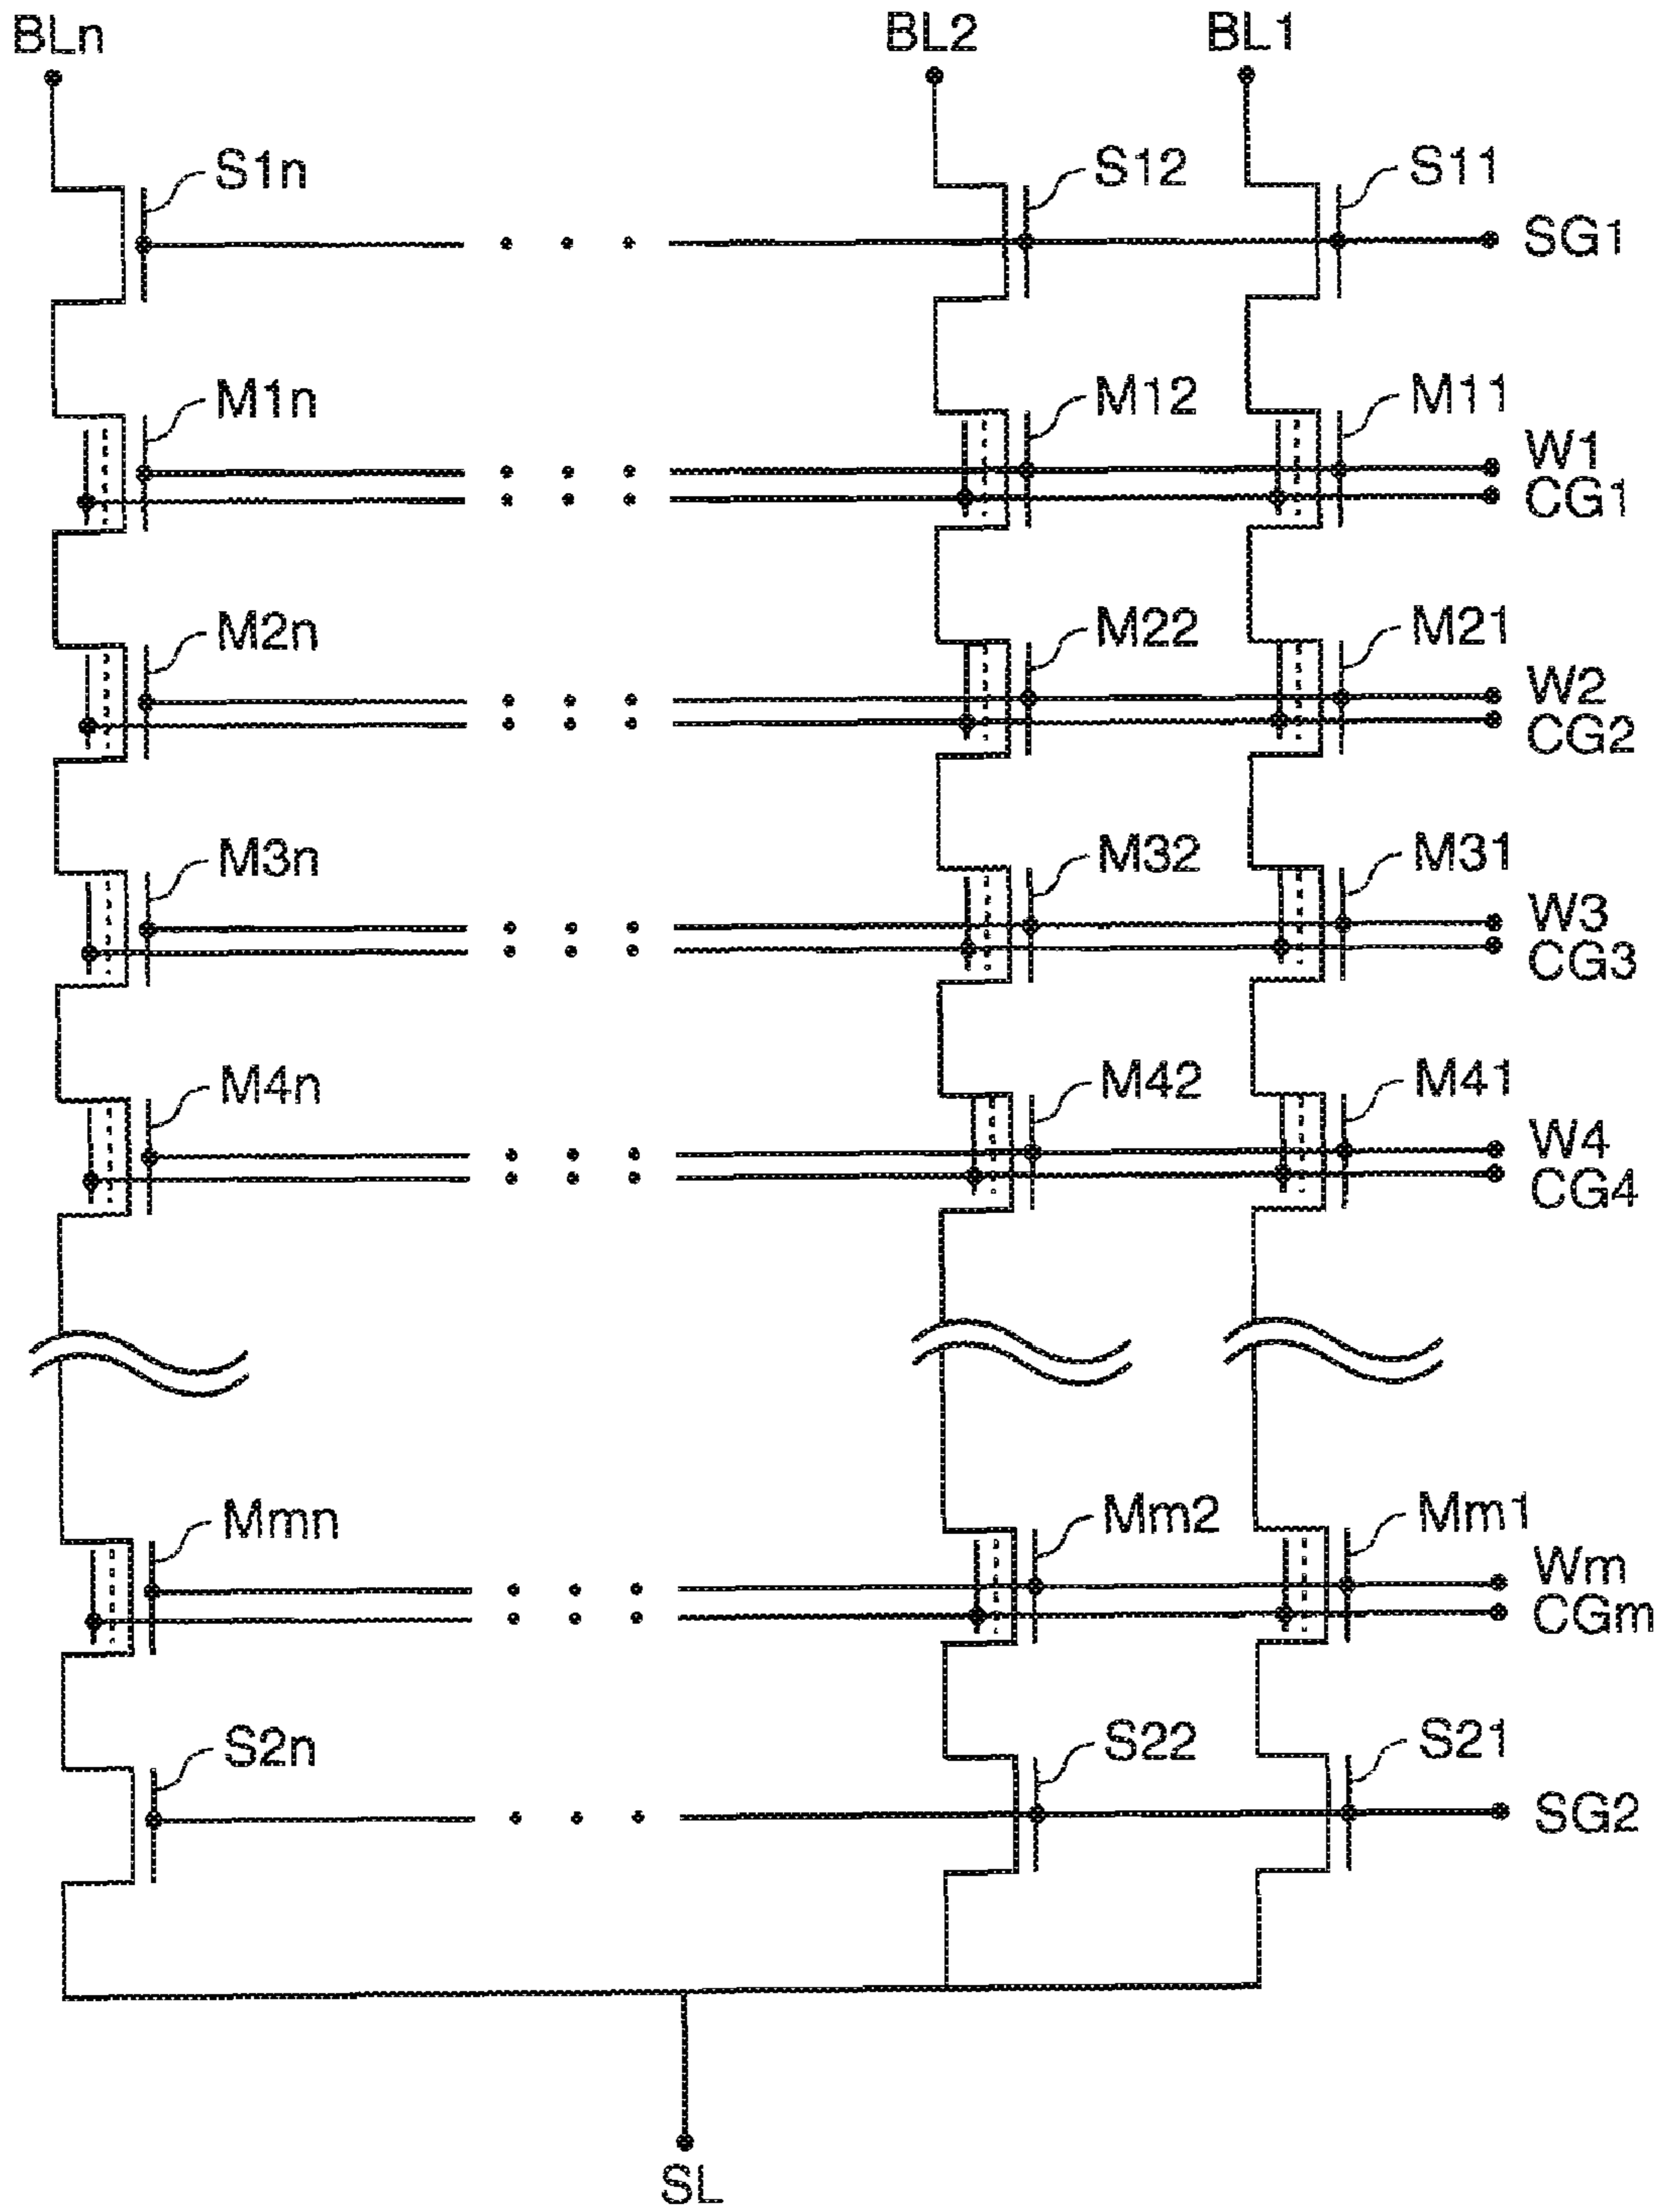 BLn BL2 BL1
S1n S12 S11
SG1
M1n M12 M11
W1
CG1
M2n M22 M21
W2
CG2
M3n M32 M31
W3
CG3
M4n M42 M41
W4
CG4
Mmn Mm2 Mm1
Wm
CGm
S2n S22 S21
SG2
SL